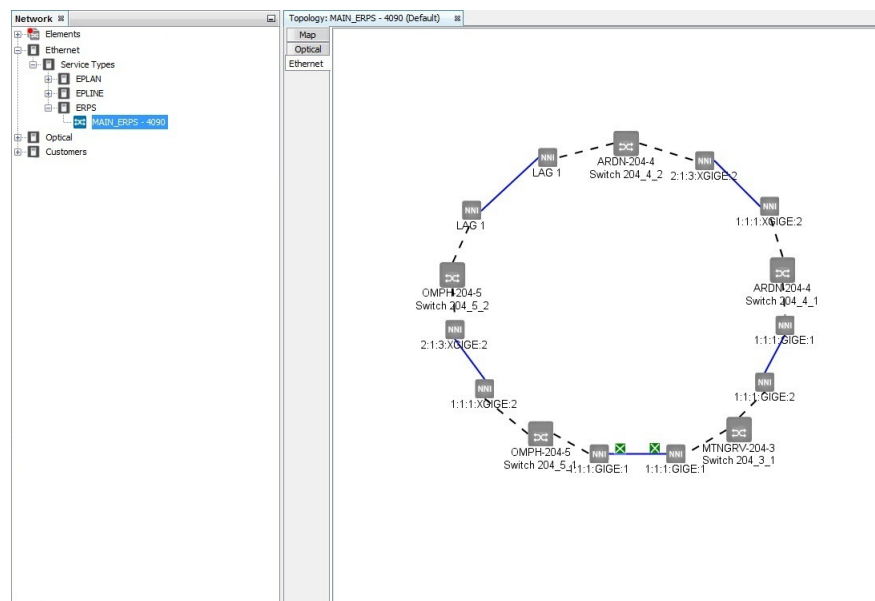 Network
Elements
Ethernet
Service Types
EPLAN
EPLINE
ERPS
MAIN_ERPS - 4090
Optical
Customers
Topology: MAIN_ERPS - 4090 (Default)
Map
Optical
Ethernet
NNI
LAG 1
ARDN-204-4
Switch 204_4_2
NNI
2:1:3:XGIGE:2
NNI
LAG 1
NNI
1:1:1:XGIGE:2
OMPH-204-5
Switch 204_5_2
ARDN-204-4
Switch 204_4_1
NNI
2:1:3:XGIGE:2
NNI
1:1:1:GIGE:1
NNI
1:1:1:XGIGE:2
NNI
1:1:1:GIGE:2
OMPH-204-5
Switch 204_5_1
NNI
1:1:1:GIGE:1
NNI
1:1:1:GIGE:1
MTNGRV-204-3
Switch 204_3_1